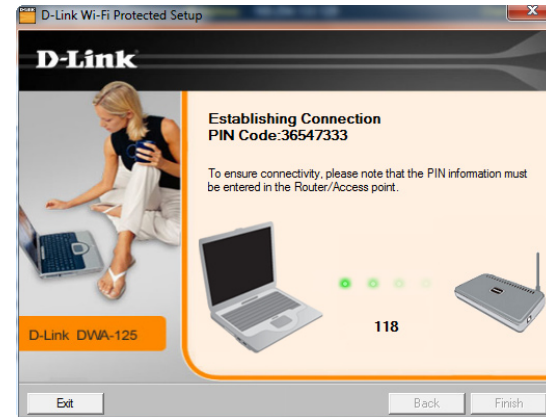 D-Link Wi-Fi Protected Setup
D-Link
Establishing Connection
PIN Code:36547333
To ensure connectivity, please note that the PIN information must
be entered in the Router/Access point.
118
D-Link DWA-125
Exit
Back
Finish